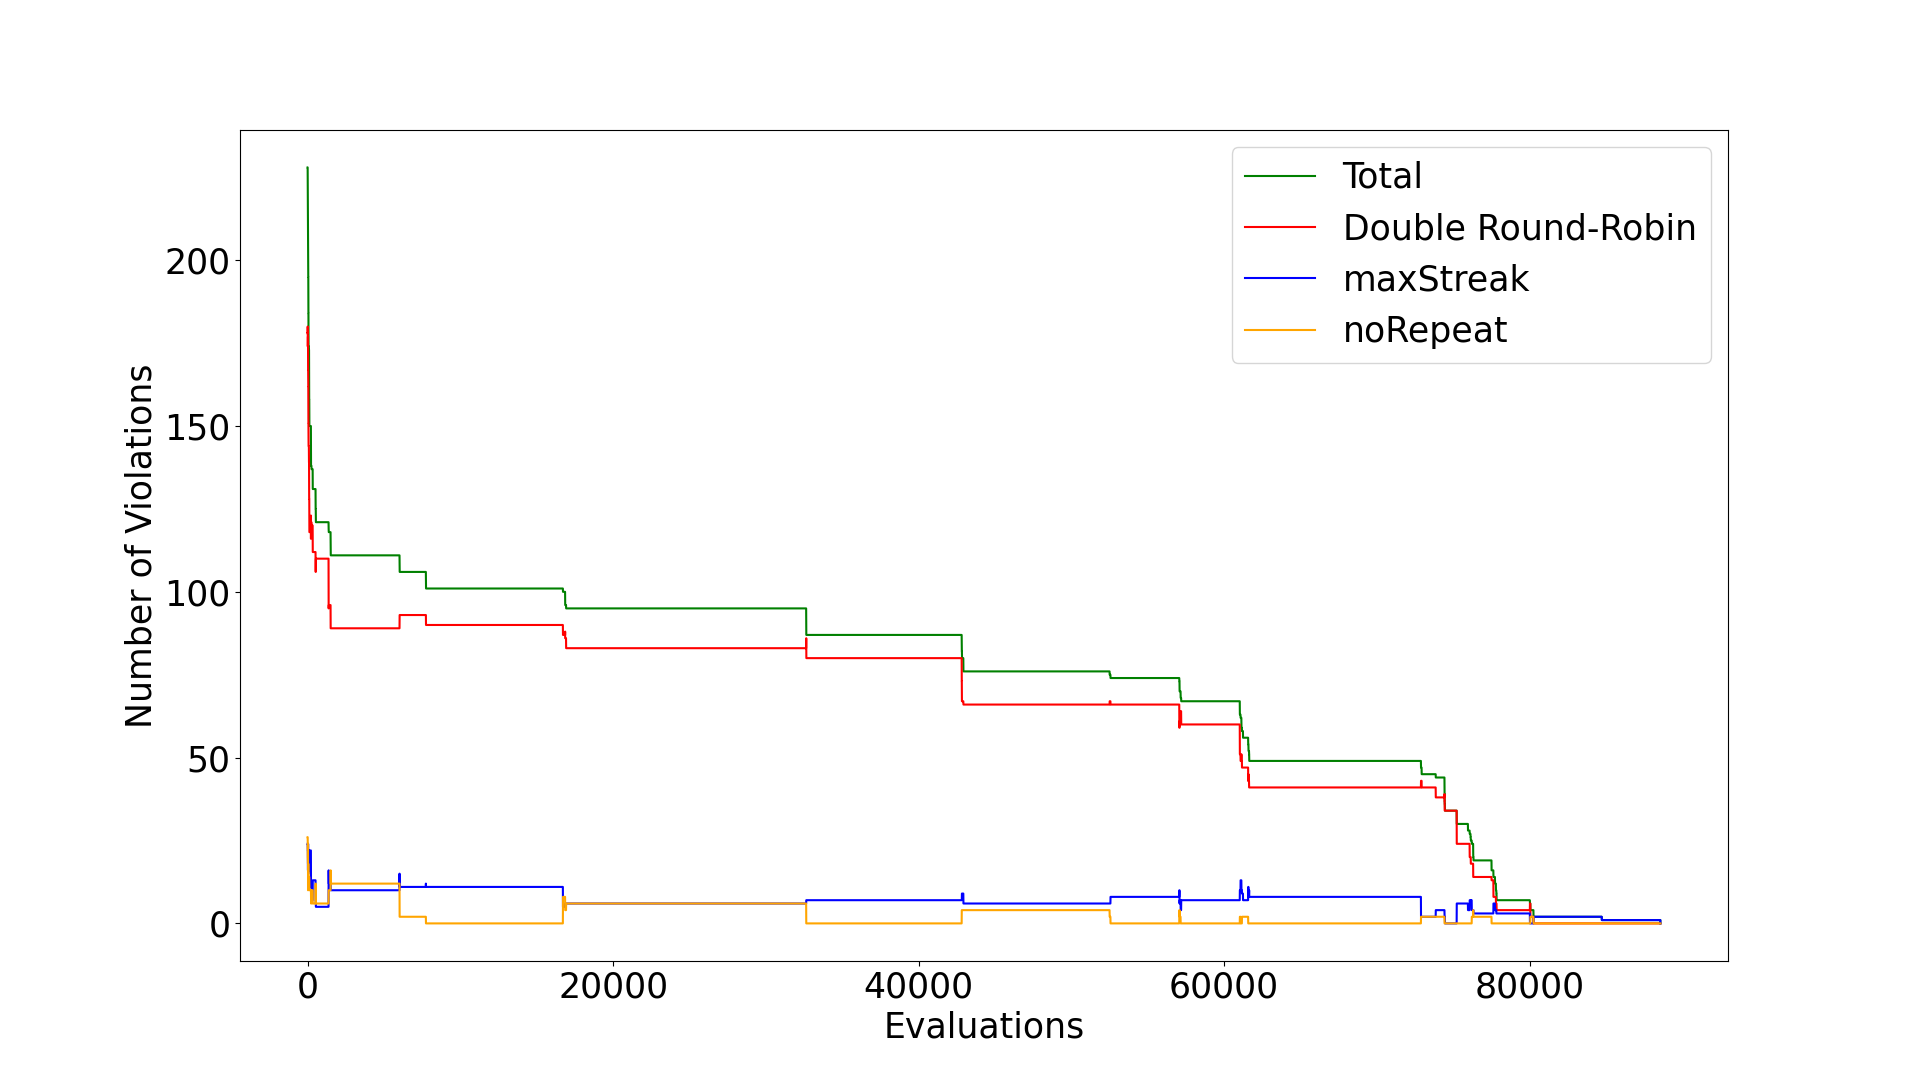 Total
Double Round-Robin
maxStreak
noRepeat
Number of Violations
200
150
100
50
0
0 20000 40000 60000 80000
Evaluations